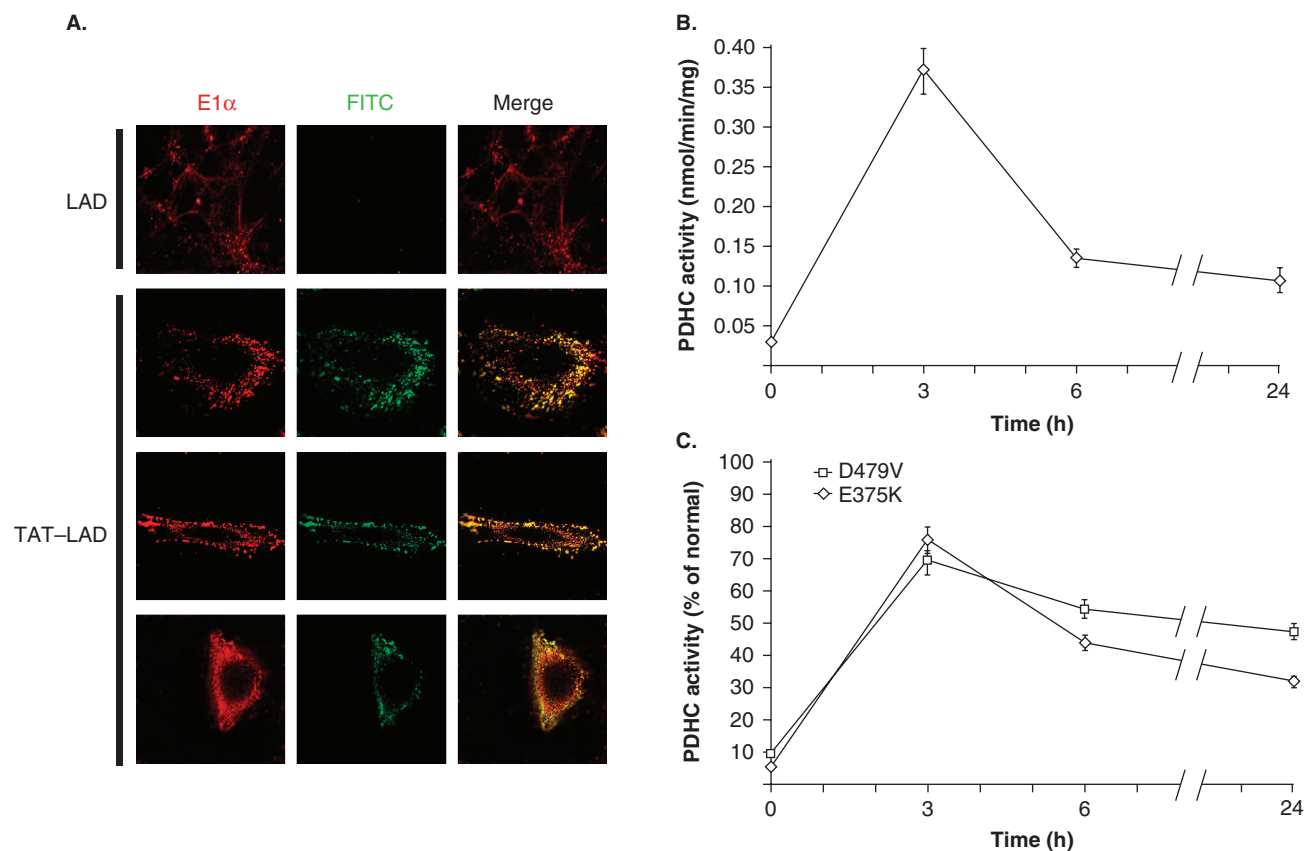 A.
E1α FITC Merge
LAD
TAT–LAD
B.
PDHC activity (nmol/min/mg)
0.40
0.35
0.30
0.25
0.20
0.15
0.10
0.05
0 3 6 24
Time (h)
C.
PDHC activity (% of normal)
D479V
E375K
100
90
80
70
60
50
40
30
20
10
0 3 6 24
Time (h)